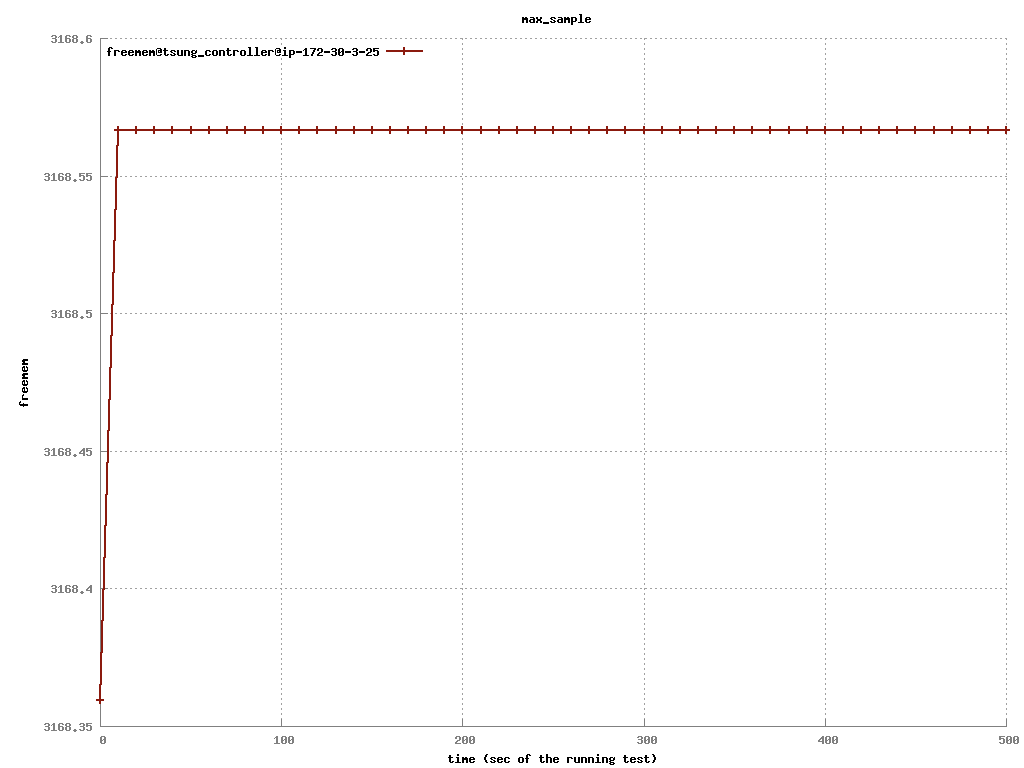 max_sample
3168.6
freemem@tsung_controller@ip-172-30-3-25
3168.55
3168.5
freemem
3168.45
3168.4
3168.35
0 100 200 300 400 500
time (sec of the running test)